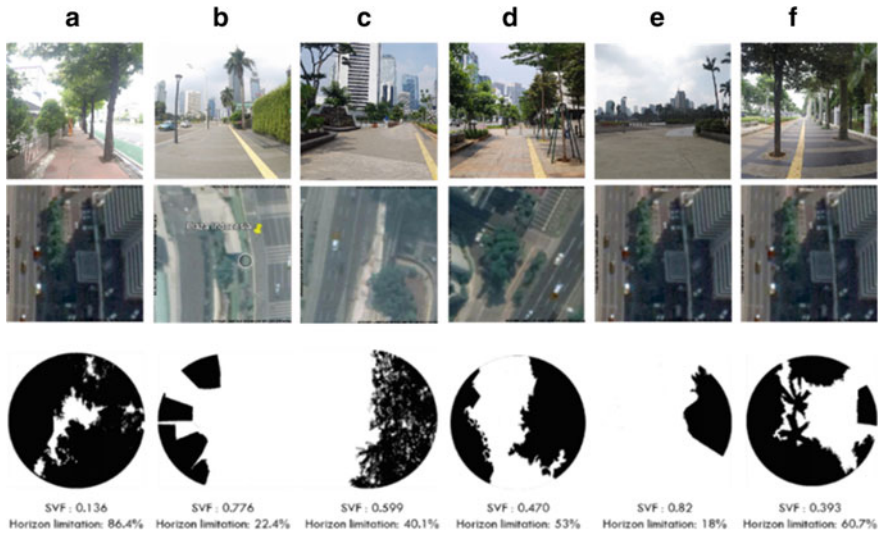 a b c d e f
Plaza Indonesia
SVF : 0.136 SVF : 0.776 SVF : 0.599 SVF : 0.470 SVF : 0.82 SVF : 0.393
Horizon limitation: 86.4% Horizon limitation: 22.4% Horizon limitation: 40.1% Horizon limitation: 53% Horizon limitation: 18% Horizon limitation: 60.7%